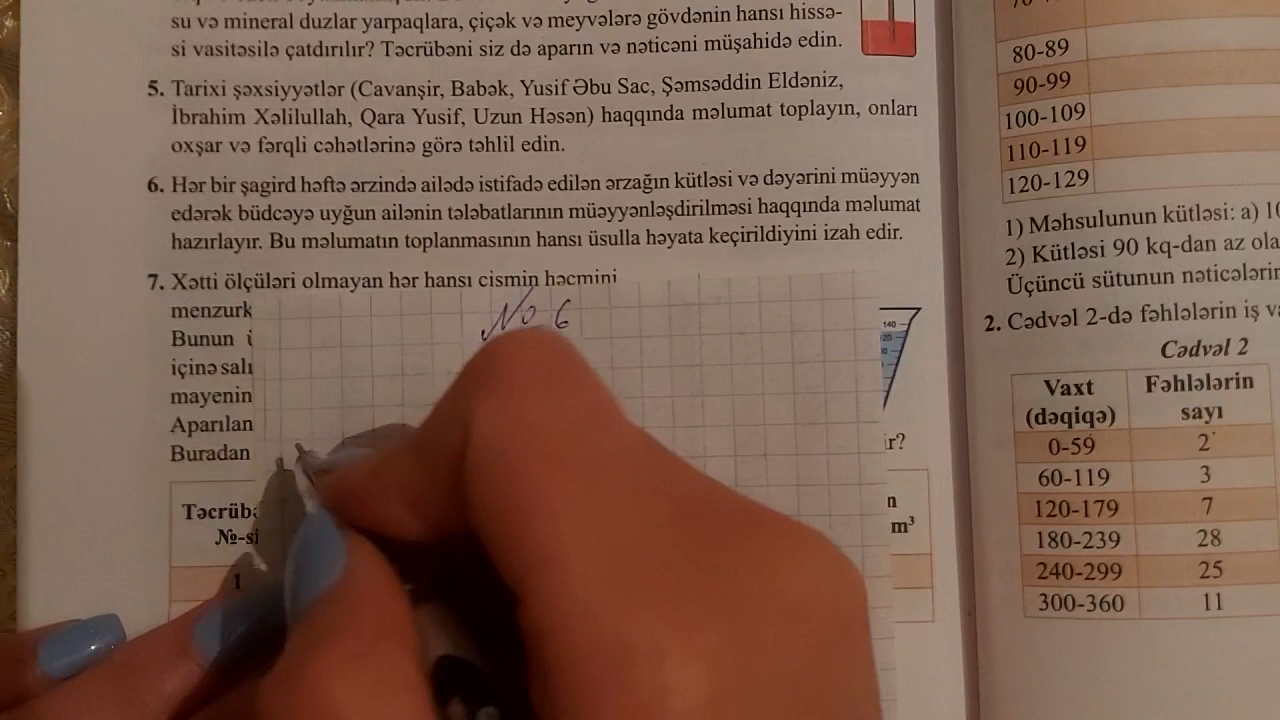 su və mineral duzlar yarpaqlara, çiçək və meyvələrə gövdənin hansı hissə-
si vasitəsilə çatdırılır? Təcrübəni siz də aparın və nəticəni müşahidə edin.
5. Tarixi şəxsiyyətlər (Cavanşir, Babək, Yusif Əbu Sac, Şəmsəddin Eldəniz,
İbrahim Xəlilullah, Qara Yusif, Uzun Həsən) haqqında məlumat toplayın, onları
oxşar və fərqli cəhətlərinə görə təhlil edin.
6. Hər bir şagird həftə ərzində ailədə istifadə edilən ərzağın kütləsi və dəyərini müəyyən
edərək büdcəyə uyğun ailənin tələbatlarının müəyyənləşdirilməsi haqqında məlumat
hazırlayır. Bu məlumatın toplanmasının hansı üsulla həyata keçirildiyini izah edir.
7. Xətti ölçüləri olmayan hər hansı cismin həcmini
menzurk
Bunun i
içinə salı
mayenin
Aparılan
Buradan
ir?
140
20
Təcrübə
№-si
1
n
m³
№ 6
80-89
90-99
100-109
110-119
120-129
1) Məhsulunun kütləsi: a) 10
2) Kütləsi 90 kq-dan az ola
Üçüncü sütunun nəticələrin
2. Cədvəl 2-də fəhlələrin iş va
Cədvəl 2
Vaxt Fəhlələrin
(dəqiqə) sayı
0-59 2
60-119 3
120-179 7
180-239 28
240-299 25
300-360 11